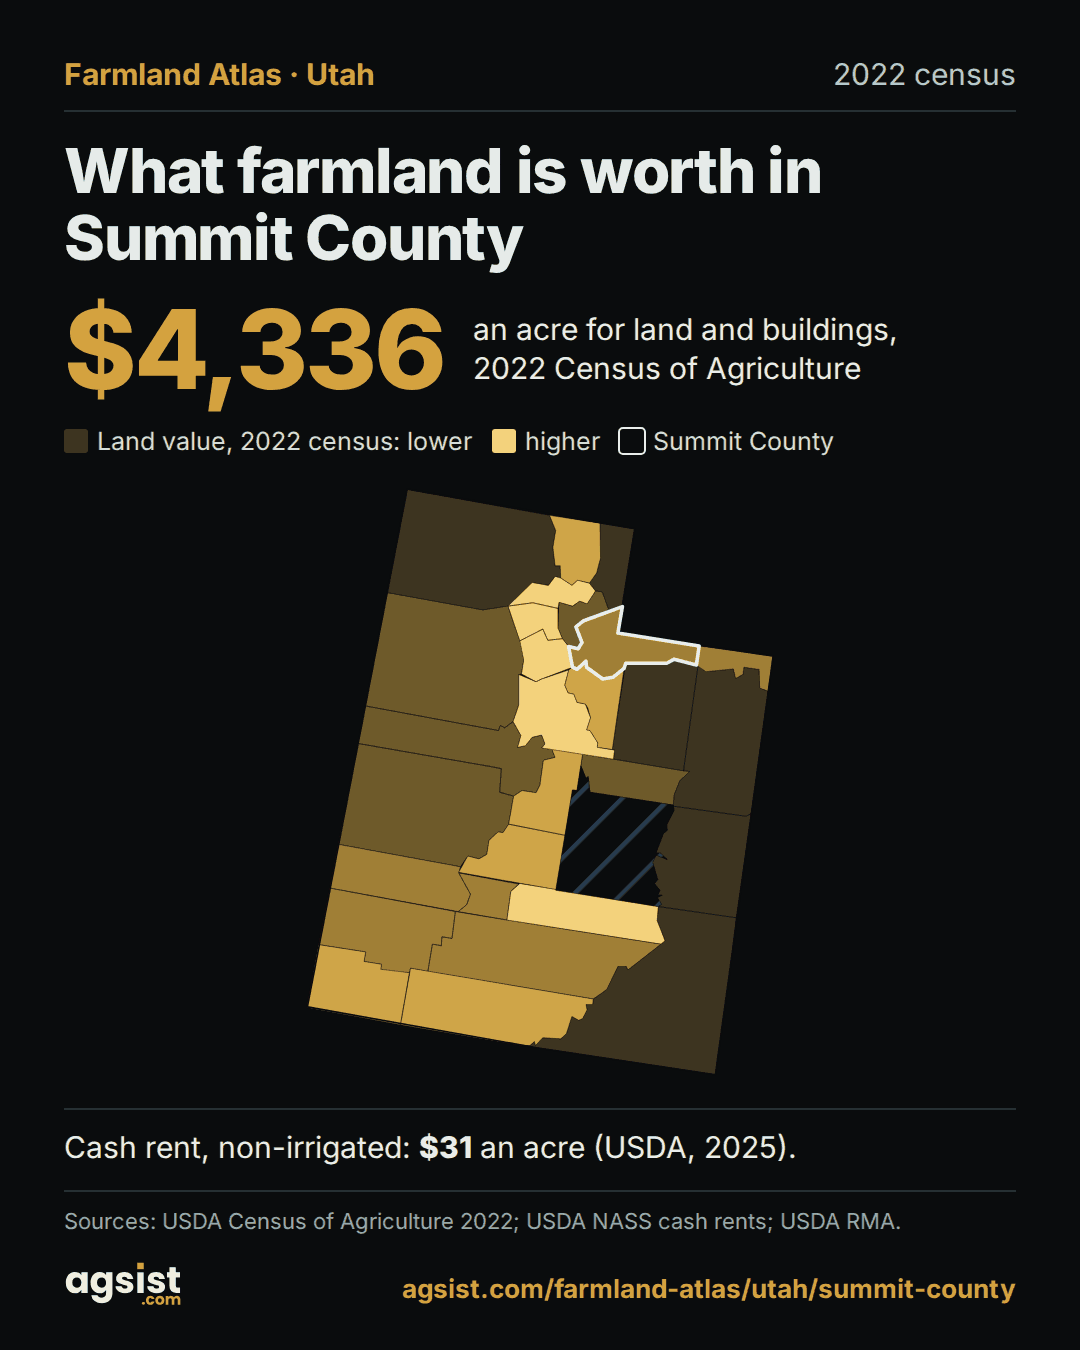 Farmland Atlas · Utah
2022 census
What farmland is worth in
Summit County
$4,336
an acre for land and buildings,
2022 Census of Agriculture
Land value, 2022 census: lower
higher
Summit County
Cash rent, non-irrigated: $31 an acre (USDA, 2025).
Sources: USDA Census of Agriculture 2022; USDA NASS cash rents; USDA RMA.
agsist
.com
agsist.com/farmland-atlas/utah/summit-county